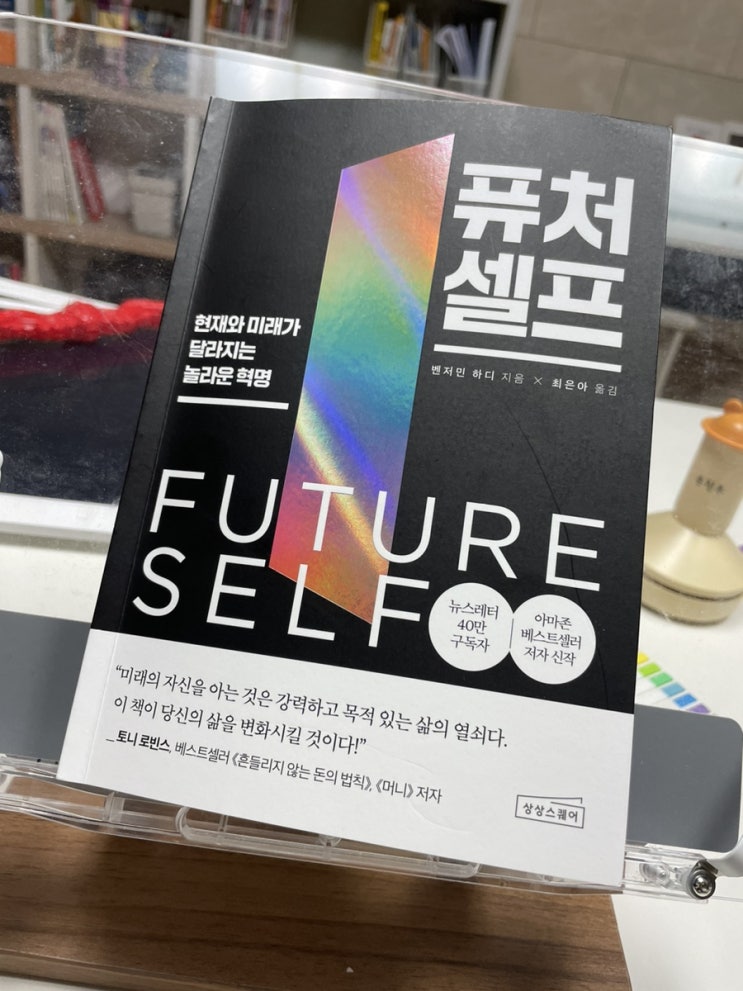 퓨처
셀프
벤저민 하디 지음 × 최은아 옮김
현재와 미래가
달라지는
놀라운 혁명
FUTURE
SELF
뉴스레터
40만
구독자
아마존
베스트셀러
저자 신작
“미래의 자신을 아는 것은 강력하고 목적 있는 삶의 열쇠다.
이 책이 당신의 삶을 변화시킬 것이다!”
_ 토니 로빈스, 베스트셀러 《흔들리지 않는 돈의 법칙》, 《머니》 저자
상상스퀘어